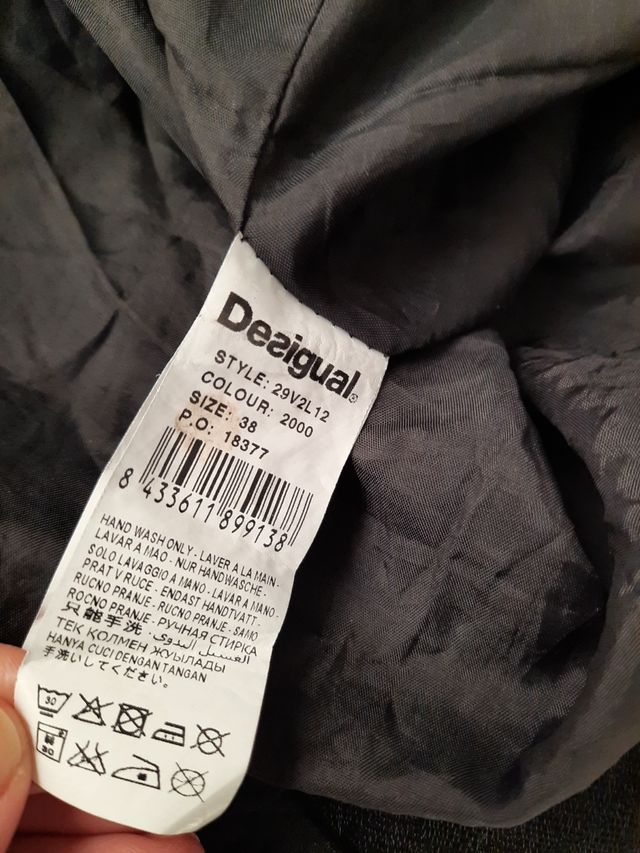 Desigual®
STYLE: 29V2L12
COLOUR: 2000
SIZE: 38
P.O: 18377
8 433611 899138
HAND WASH ONLY - LAVER A LA MAIN -
LAVAR A MAO - NUR HANDWASCHE -
SOLO LAVAGGIO A MANO - LAVAR A MANO -
PRAT V RUCE - ENDAST HANDTVATT -
RUCNO PRANJE - RUCNO PRANJE - SAMO
ROCNO PRANJE - РУЧНАЯ СТИРКА
只能手洗 . الغسيل اليدوي
ТЕК ҚОЛМЕН ЖУЫЛАДЫ
HANYA CUCI DENGAN TANGAN
手洗いしてください。
30
30